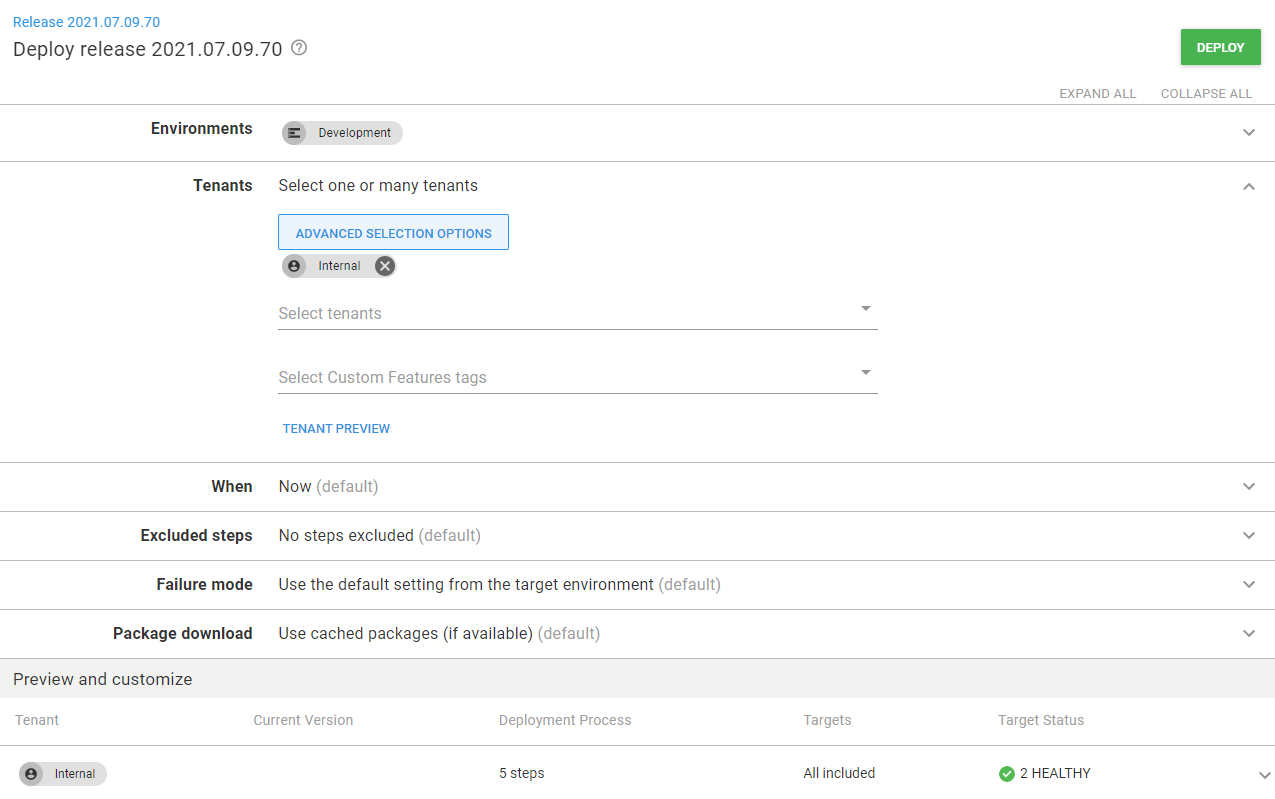 Release 2021.07.09.70
Deploy release 2021.07.09.70
DEPLOY
EXPAND ALL COLLAPSE ALL
Environments Development
Tenants Select one or many tenants
ADVANCED SELECTION OPTIONS
Internal
Select tenants
Select Custom Features tags
TENANT PREVIEW
When Now (default)
Excluded steps No steps excluded (default)
Failure mode Use the default setting from the target environment (default)
Package download Use cached packages (if available) (default)
Preview and customize
Tenant Current Version Deployment Process Targets Target Status
Internal 5 steps All included 2 HEALTHY